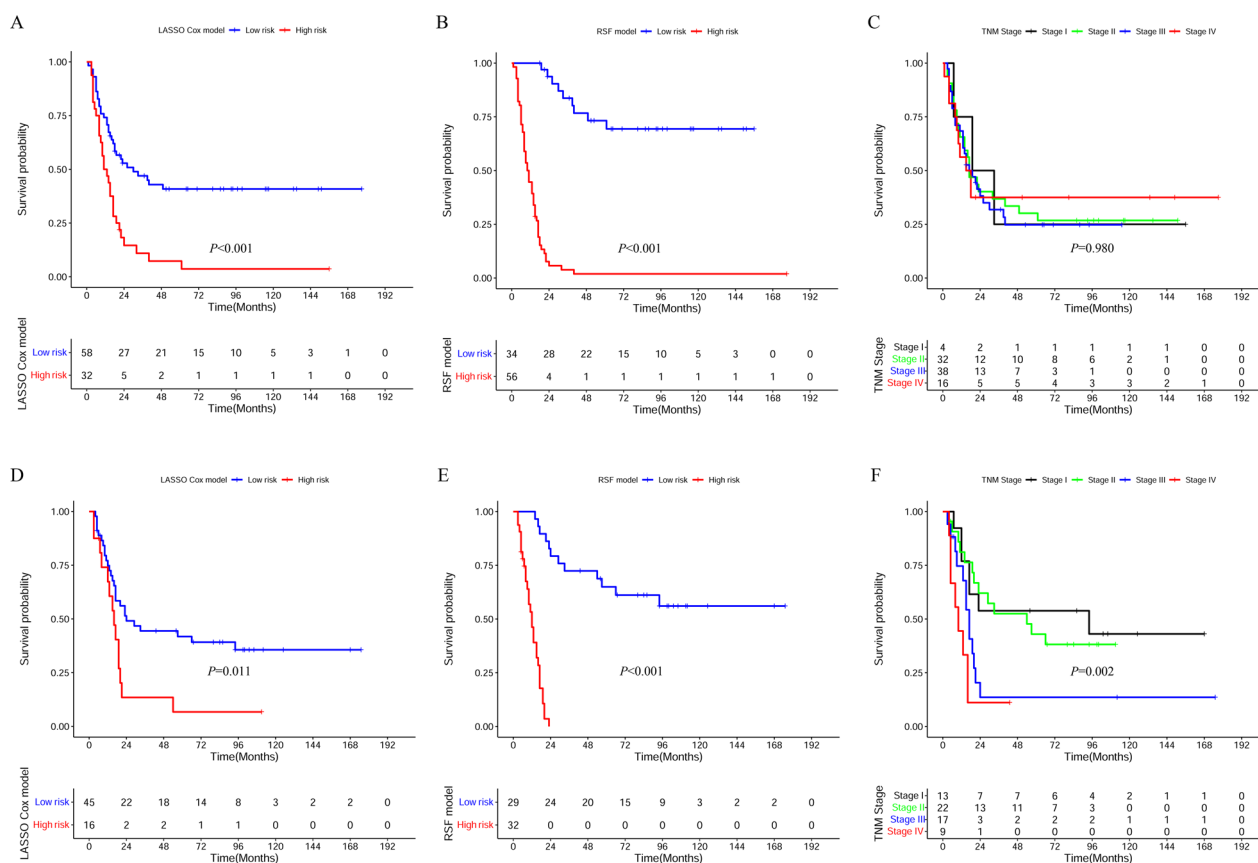 A
LASSO Cox model Low risk High risk
Survival probability
1.00
0.75
0.50
0.25
0.00
P<0.001
0 24 48 72 96 120 144 168 192
Time(Months)
LASSO Cox model
Low risk 58 27 21 15 10 5 3 1 0
High risk 32 5 2 1 1 1 1 0 0
0 24 48 72 96 120 144 168 192
Time(Months)
B
RSF model Low risk High risk
Survival probability
1.00
0.75
0.50
0.25
0.00
P<0.001
0 24 48 72 96 120 144 168 192
Time(Months)
RSF model
Low risk 34 28 22 15 10 5 3 0 0
High risk 56 4 1 1 1 1 1 1 0
0 24 48 72 96 120 144 168 192
Time(Months)
C
TNM Stage Stage I Stage II Stage III Stage IV
Survival probability
1.00
0.75
0.50
0.25
0.00
P=0.980
0 24 48 72 96 120 144 168 192
Time(Months)
TNM Stage
Stage I 4 2 1 1 1 1 1 0 0
Stage II 32 12 10 8 6 2 1 0 0
Stage III 38 13 7 3 1 0 0 0 0
Stage IV 16 5 5 4 3 3 2 1 0
0 24 48 72 96 120 144 168 192
Time(Months)
D
LASSO Cox model Low risk High risk
Survival probability
1.00
0.75
0.50
0.25
0.00
P=0.011
0 24 48 72 96 120 144 168 192
Time(Months)
LASSO Cox model
Low risk 45 22 18 14 8 3 2 2 0
High risk 16 2 2 1 1 0 0 0 0
0 24 48 72 96 120 144 168 192
Time(Months)
E
RSF model Low risk High risk
Survival probability
1.00
0.75
0.50
0.25
0.00
P<0.001
0 24 48 72 96 120 144 168 192
Time(Months)
RSF model
Low risk 29 24 20 15 9 3 2 2 0
High risk 32 0 0 0 0 0 0 0 0
0 24 48 72 96 120 144 168 192
Time(Months)
F
TNM Stage Stage I Stage II Stage III Stage IV
Survival probability
1.00
0.75
0.50
0.25
0.00
P=0.002
0 24 48 72 96 120 144 168 192
Time(Months)
TNM Stage
Stage I 13 7 7 6 4 2 1 1 0
Stage II 22 13 11 7 3 0 0 0 0
Stage III 17 3 2 2 2 1 1 1 0
Stage IV 9 1 0 0 0 0 0 0 0
0 24 48 72 96 120 144 168 192
Time(Months)